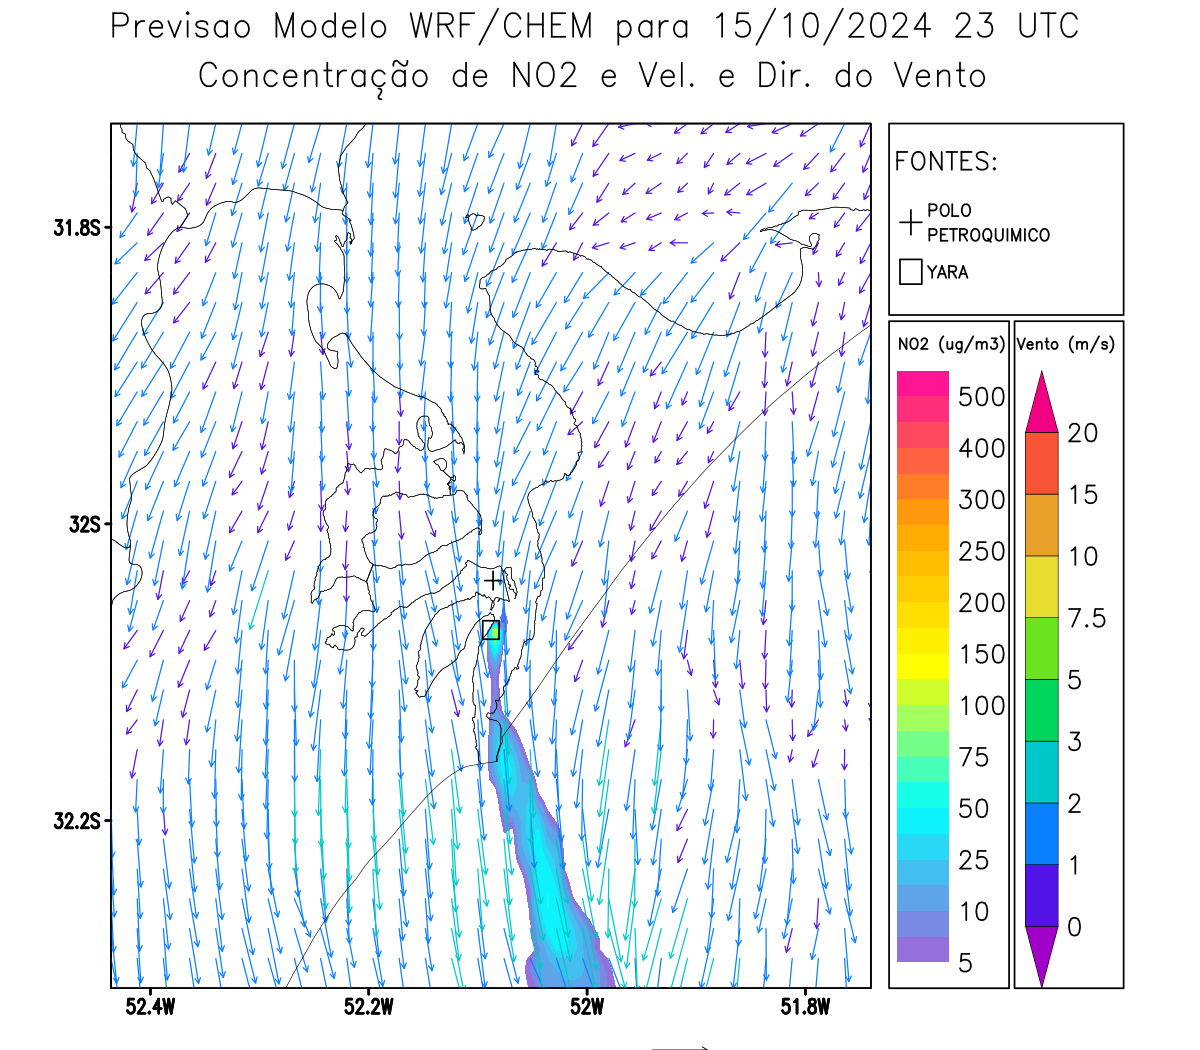 Previsao Modelo WRF/CHEM para 15/10/2024 23 UTC
Concentração de NO2 e Vel. e Dir. do Vento
FONTES:
POLO
PETROQUIMICO
YARA
NO2 (ug/m3)
500
400
300
250
200
150
100
75
50
25
10
5
Vento (m/s)
20
15
10
7.5
5
3
2
1
0
31.8S
32S
32.2S
52.4W
52.2W
52W
51.8W